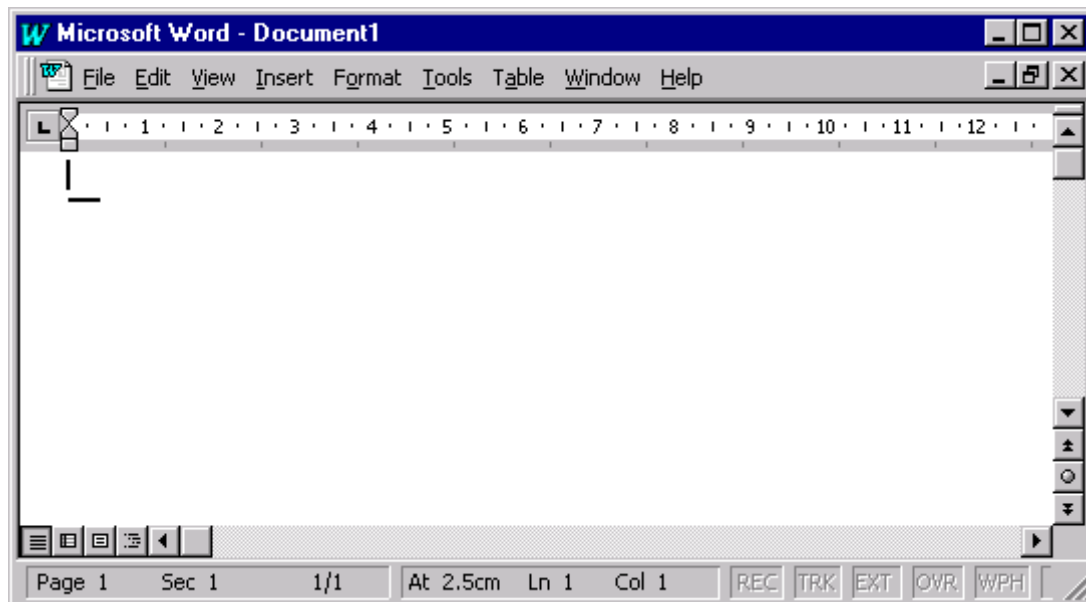 W Microsoft Word - Document1
W File Edit View Insert Format Tools Table Window Help
1 2 3 4 5 6 7 8 9 10 11 12
Page 1 Sec 1 1/1 At 2.5cm Ln 1 Col 1 REC TRK EXT OVR WPH